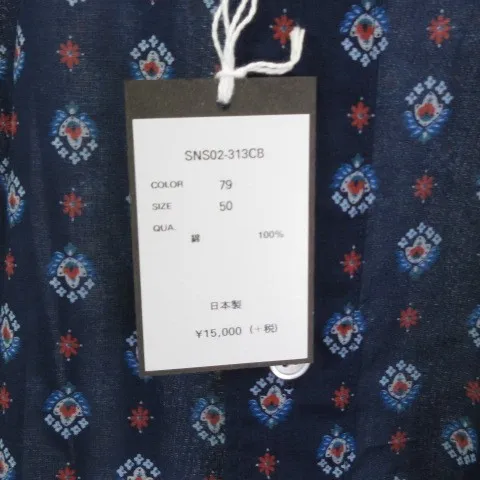 SNS02-313CB
COLOR 79
SIZE 50
QUA.
綿 100%
日本製
¥15,000 (+税)